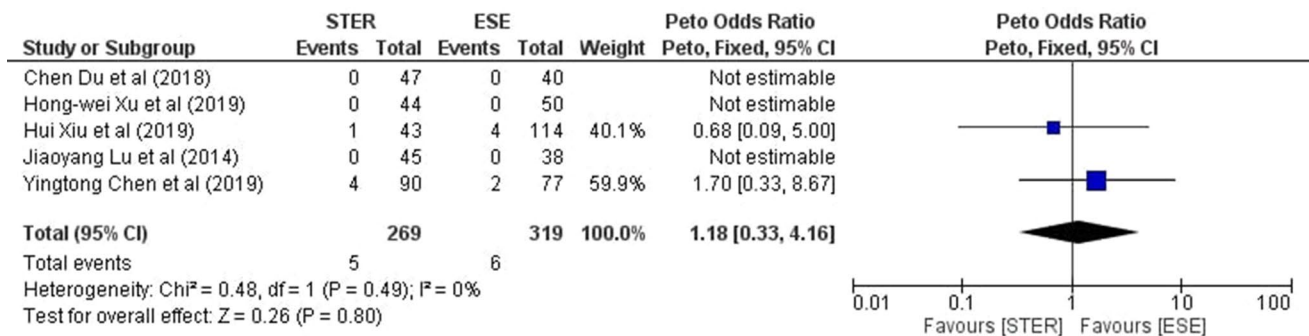 STER ESE Peto Odds Ratio Peto Odds Ratio
Study or Subgroup Events Total Events Total Weight Peto, Fixed, 95% CI Peto, Fixed, 95% CI
Chen Du et al (2018) 0 47 0 40 Not estimable
Hong-wei Xu et al (2019) 0 44 0 50 Not estimable
Hui Xiu et al (2019) 1 43 4 114 40.1% 0.68 [0.09, 5.00]
Jiaoyang Lu et al (2014) 0 45 0 38 Not estimable
Yingtong Chen et al (2019) 4 90 2 77 59.9% 1.70 [0.33, 8.67]
Total (95% CI) 269 319 100.0% 1.18 [0.33, 4.16]
Total events 5 6
Heterogeneity: Chi² = 0.48, df = 1 (P = 0.49); I² = 0%
Test for overall effect: Z = 0.26 (P = 0.80)
0.01 0.1 1 10 100
Favours [STER] Favours [ESE]